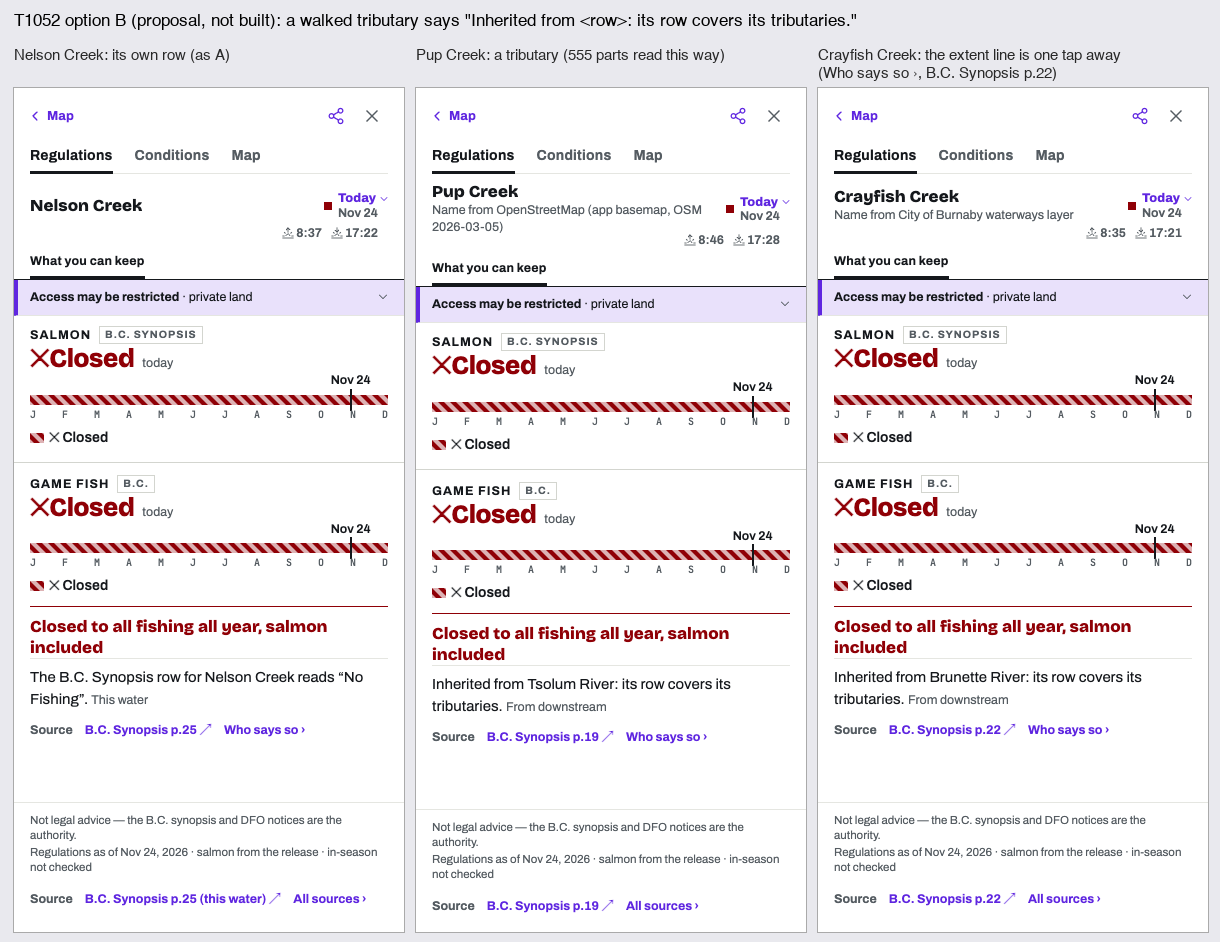 T1052 option B (proposal, not built): a walked tributary says "Inherited from <row>: its row covers its tributaries."
Nelson Creek: its own row (as A)
‹ Map
Regulations Conditions Map
Nelson Creek
Today
Nov 24
8:37 17:22
What you can keep
Access may be restricted · private land
SALMON B.C. SYNOPSIS
Closed today
Nov 24
J F M A M J J A S O N D
Closed
GAME FISH B.C.
Closed today
Nov 24
J F M A M J J A S O N D
Closed
Closed to all fishing all year, salmon
included
The B.C. Synopsis row for Nelson Creek reads “No
Fishing”. This water
Source B.C. Synopsis p.25 ↗ Who says so ›
Not legal advice — the B.C. synopsis and DFO notices are the
authority.
Regulations as of Nov 24, 2026 · salmon from the release · in-season
not checked
Source B.C. Synopsis p.25 (this water) ↗ All sources ›
Pup Creek: a tributary (555 parts read this way)
‹ Map
Regulations Conditions Map
Pup Creek
Name from OpenStreetMap (app basemap, OSM
2026-03-05)
Today
Nov 24
8:46 17:28
What you can keep
Access may be restricted · private land
SALMON B.C. SYNOPSIS
Closed today
Nov 24
J F M A M J J A S O N D
Closed
GAME FISH B.C.
Closed today
Nov 24
J F M A M J J A S O N D
Closed
Closed to all fishing all year, salmon
included
Inherited from Tsolum River: its row covers its
tributaries. From downstream
Source B.C. Synopsis p.19 ↗ Who says so ›
Not legal advice — the B.C. synopsis and DFO notices are the
authority.
Regulations as of Nov 24, 2026 · salmon from the release · in-season
not checked
Source B.C. Synopsis p.19 ↗ All sources ›
Crayfish Creek: the extent line is one tap away
(Who says so ›, B.C. Synopsis p.22)
‹ Map
Regulations Conditions Map
Crayfish Creek
Name from City of Burnaby waterways layer
Today
Nov 24
8:35 17:21
What you can keep
Access may be restricted · private land
SALMON B.C. SYNOPSIS
Closed today
Nov 24
J F M A M J J A S O N D
Closed
GAME FISH B.C.
Closed today
Nov 24
J F M A M J J A S O N D
Closed
Closed to all fishing all year, salmon
included
Inherited from Brunette River: its row covers its
tributaries. From downstream
Source B.C. Synopsis p.22 ↗ Who says so ›
Not legal advice — the B.C. synopsis and DFO notices are the
authority.
Regulations as of Nov 24, 2026 · salmon from the release · in-season
not checked
Source B.C. Synopsis p.22 ↗ All sources ›